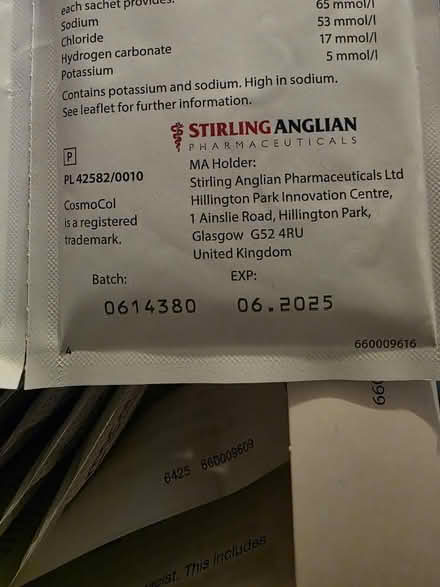 each sachet provides:
Sodium 65 mmol/l
Chloride 53 mmol/l
Hydrogen carbonate 17 mmol/l
Potassium 5 mmol/l
Contains potassium and sodium. High in sodium.
See leaflet for further information.
STIRLING ANGLIAN
PHARMACEUTICALS
P
PL 42582/0010
CosmoCol
is a registered
trademark.
MA Holder:
Stirling Anglian Pharmaceuticals Ltd
Hillington Park Innovation Centre,
1 Ainslie Road, Hillington Park,
Glasgow G52 4RU
United Kingdom
Batch: EXP:
0614380 06.2025
4 660009616
660
6425 660009609
This includes